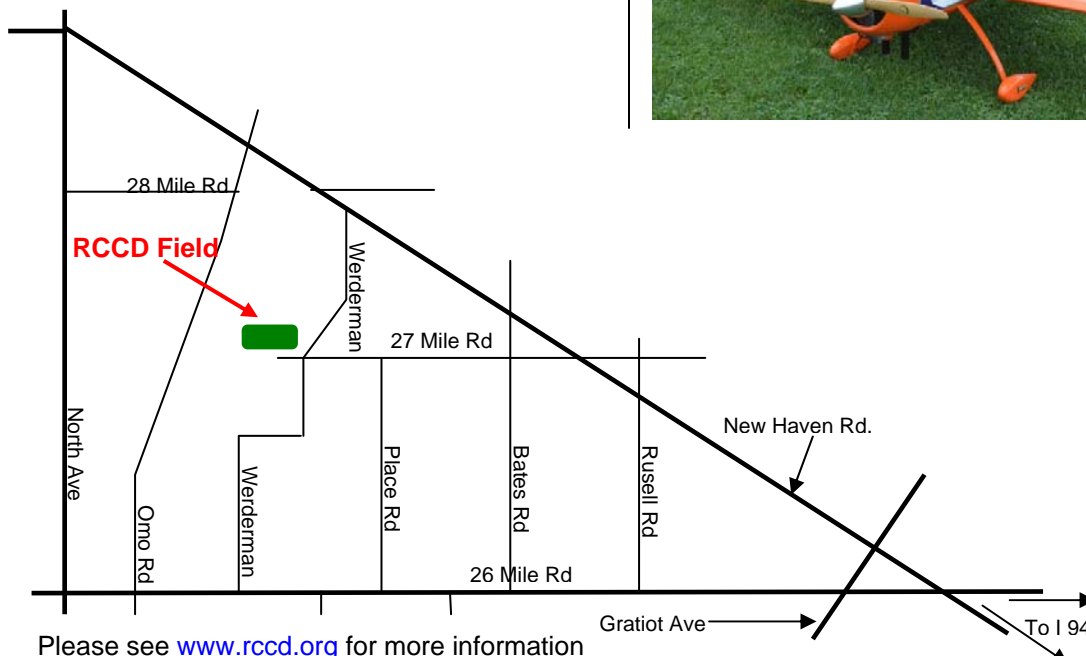 28 Mile Rd
RCCD Field
Werderman
27 Mile Rd
North Ave
New Haven Rd.
Place Rd
Bates Rd
Rusell Rd
Werderman
Omo Rd
26 Mile Rd
Gratiot Ave
To I 94
Please see www.rccd.org for more information